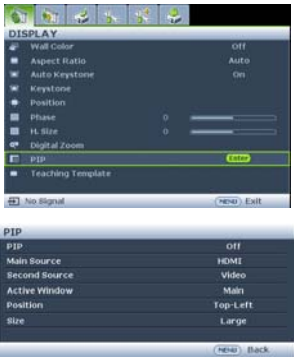 DISPLAY
Wall Color Off
Aspect Ratio Auto
Auto Keystone On
Keystone
Position
Phase 0
H. Size 0
Digital Zoom
PIP Enter
Teaching Template
No Signal MENU Exit
PIP
PIP Off
Main Source HDMI
Second Source Video
Active Window Main
Position Top-Left
Size Large
MENU Back